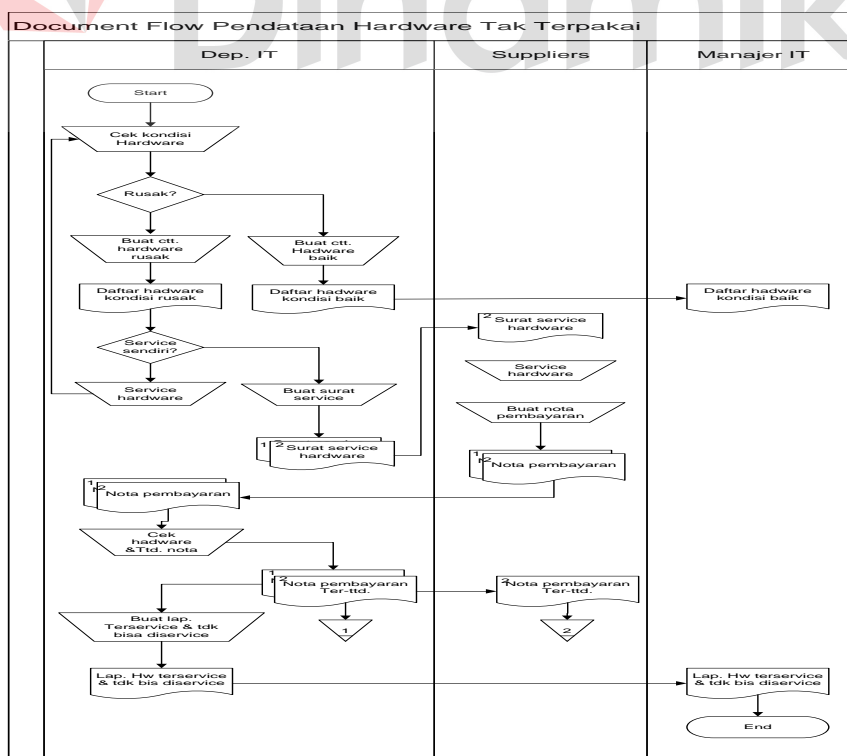 Dinamik
Document Flow Pendataan Hardware Tak Terpakai
Dep. IT
Suppliers
Manajer IT
Start
Cek kondisi
Hardware
Rusak?
Buat ctt.
hardware
rusak
Buat ctt.
Hadware
baik
Daftar hadware
kondisi rusak
Daftar hadware
kondisi baik
Daftar hadware
kondisi baik
2
Surat service
hardware
Service
sendiri?
Service
hardware
Service
hardware
Buat surat
service
Buat nota
pembayaran
1
2
Surat service
hardware
1
2
Nota pembayaran
1
2
Nota pembayaran
Cek
hadware
&Ttd. nota
1
2
Nota pembayaran
Ter-ttd.
2
Nota pembayaran
Ter-ttd.
Buat lap.
Terservice & tdk
bisa diservice
1
2
Lap. Hw terservice
& tdk bis diservice
Lap. Hw terservice
& tdk bis diservice
End